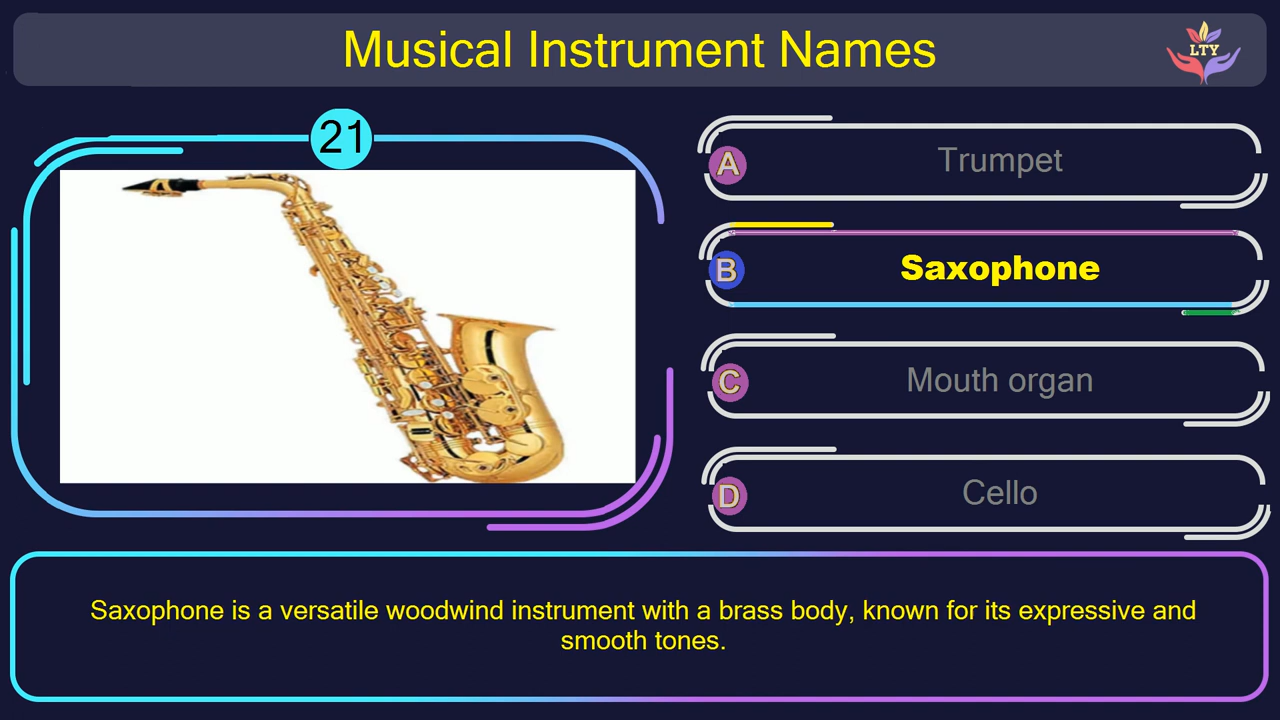 Musical Instrument Names
LTY
21
A
Trumpet
B
Saxophone
C
Mouth organ
D
Cello
Saxophone is a versatile woodwind instrument with a brass body, known for its expressive and
smooth tones.